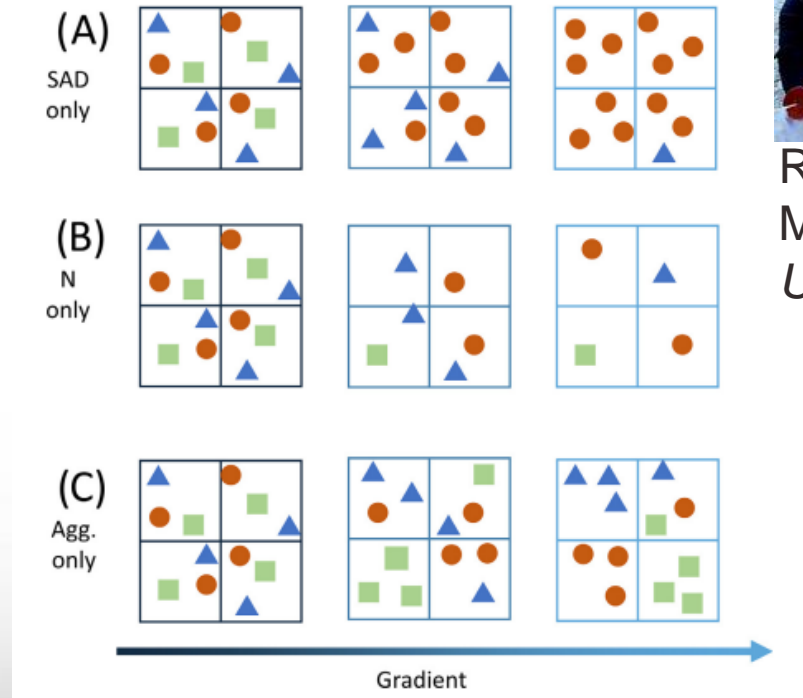 (A)
SAD
only
(B)
N
only
(C)
Agg.
only
Gradient
R
M
U